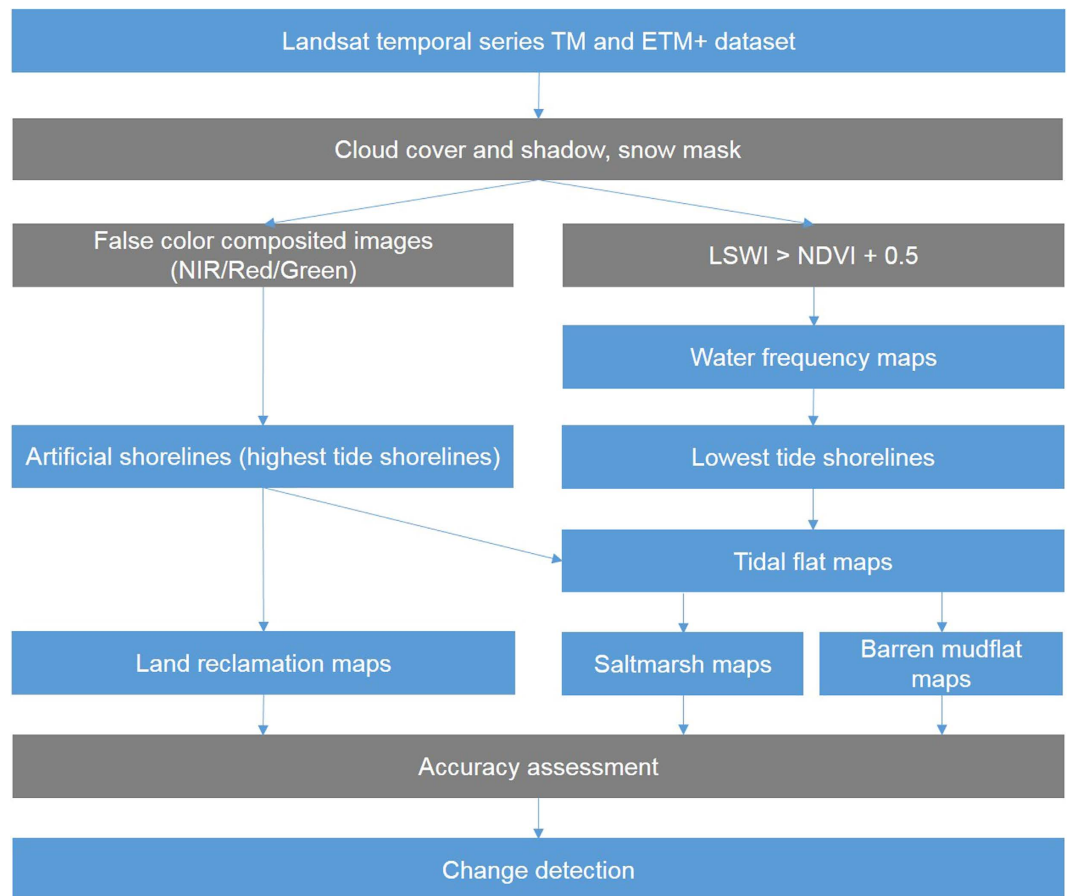 Landsat temporal series TM and ETM+ dataset
Cloud cover and shadow, snow mask
False color composited images
(NIR/Red/Green)
LSWI > NDVI + 0.5
Water frequency maps
Artificial shorelines (highest tide shorelines)
Lowest tide shorelines
Tidal flat maps
Land reclamation maps
Saltmarsh maps
Barren mudflat
maps
Accuracy assessment
Change detection